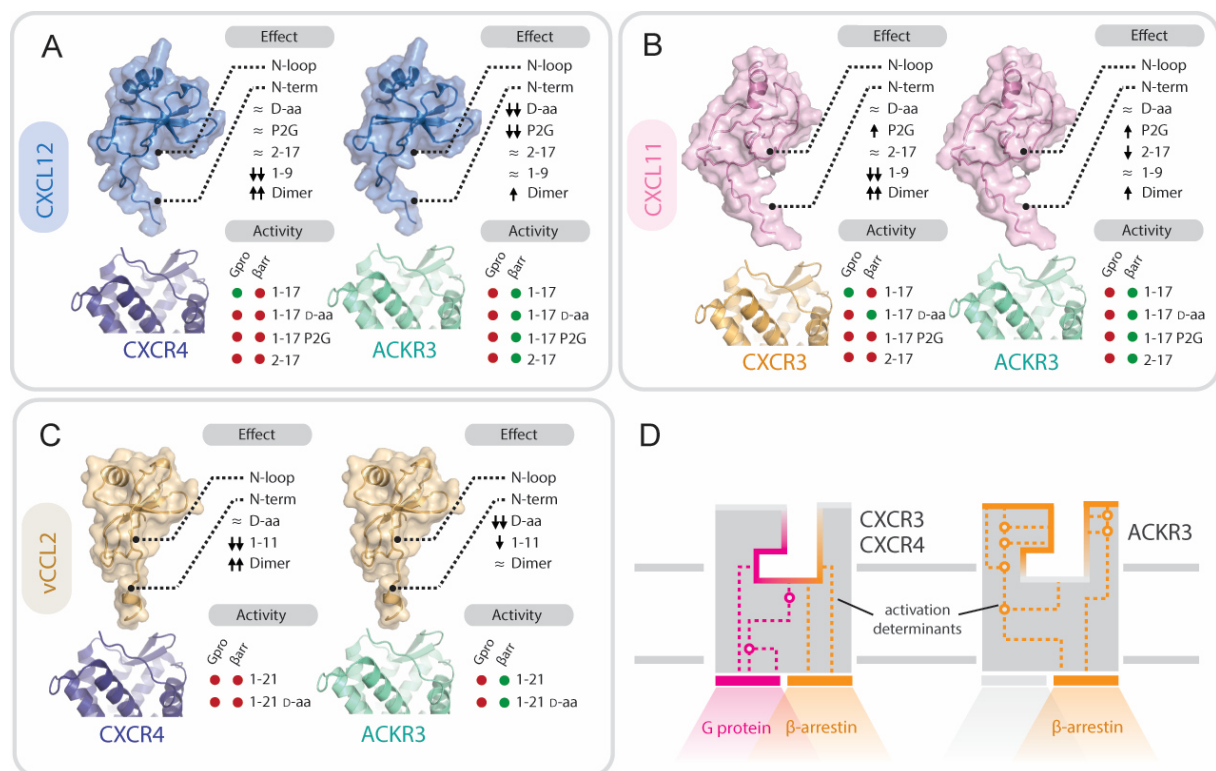 A
CXCL12
Effect
N-loop
N-term
≈ D-aa
≈ P2G
≈ 2-17
↓↓ 1-9
↑↑ Dimer
Activity
Gpro βarr
1-17
1-17 D-aa
1-17 P2G
2-17
CXCR4
Effect
N-loop
N-term
↓↓ D-aa
↓↓ P2G
≈ 2-17
≈ 1-9
↑ Dimer
Activity
Gpro βarr
1-17
1-17 D-aa
1-17 P2G
2-17
ACKR3
B
CXCL11
Effect
N-loop
N-term
≈ D-aa
↑ P2G
≈ 2-17
↓↓ 1-9
↑↑ Dimer
Activity
Gpro βarr
1-17
1-17 D-aa
1-17 P2G
2-17
CXCR3
Effect
N-loop
N-term
≈ D-aa
↑ P2G
↓ 2-17
≈ 1-9
↑ Dimer
Activity
Gpro βarr
1-17
1-17 D-aa
1-17 P2G
2-17
ACKR3
C
vCCL2
Effect
N-loop
N-term
≈ D-aa
↓↓ 1-11
↑↑ Dimer
Activity
Gpro βarr
1-21
1-21 D-aa
CXCR4
Effect
N-loop
N-term
↓↓ D-aa
↓ 1-11
≈ Dimer
Activity
Gpro βarr
1-21
1-21 D-aa
ACKR3
D
CXCR3
CXCR4
ACKR3
activation
determinants
G protein
β-arrestin
β-arrestin